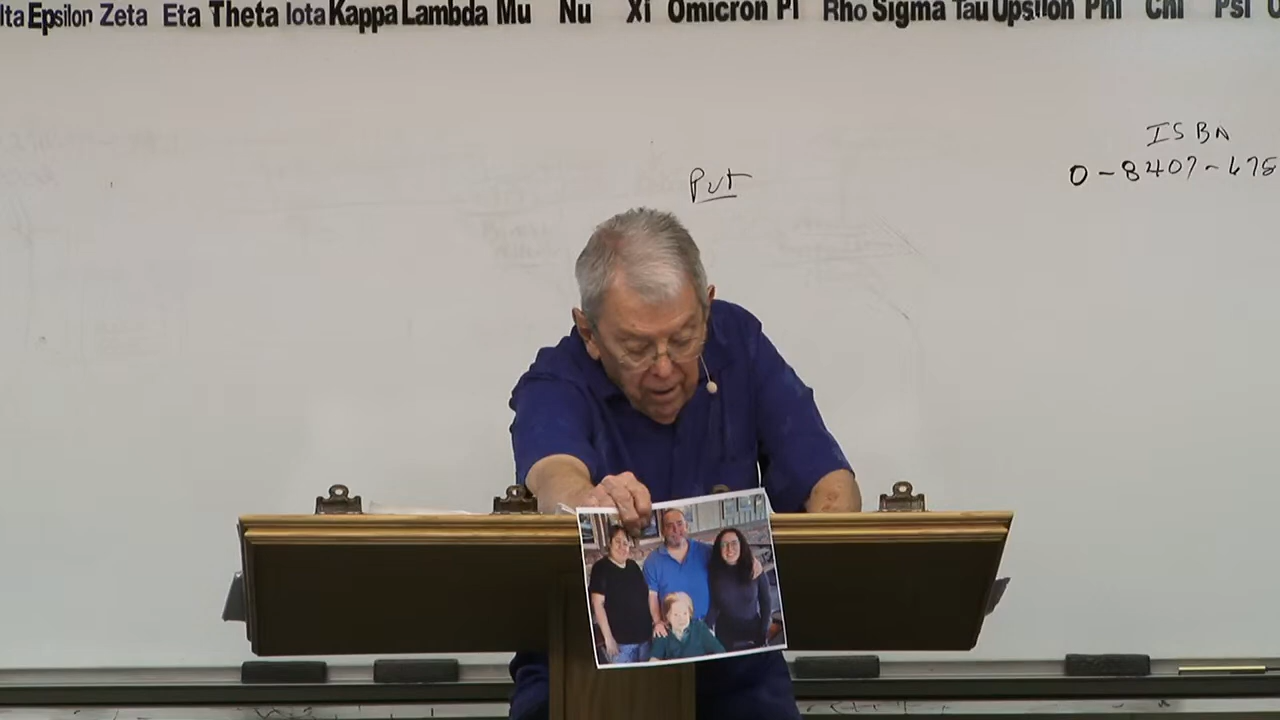 lta Epsilon Zeta Eta Theta Iota Kappa Lambda Mu Nu Xi Omicron Pi Rho Sigma Tau Upsilon Phi Chi Psi
Put
ISBN
0-8407-675